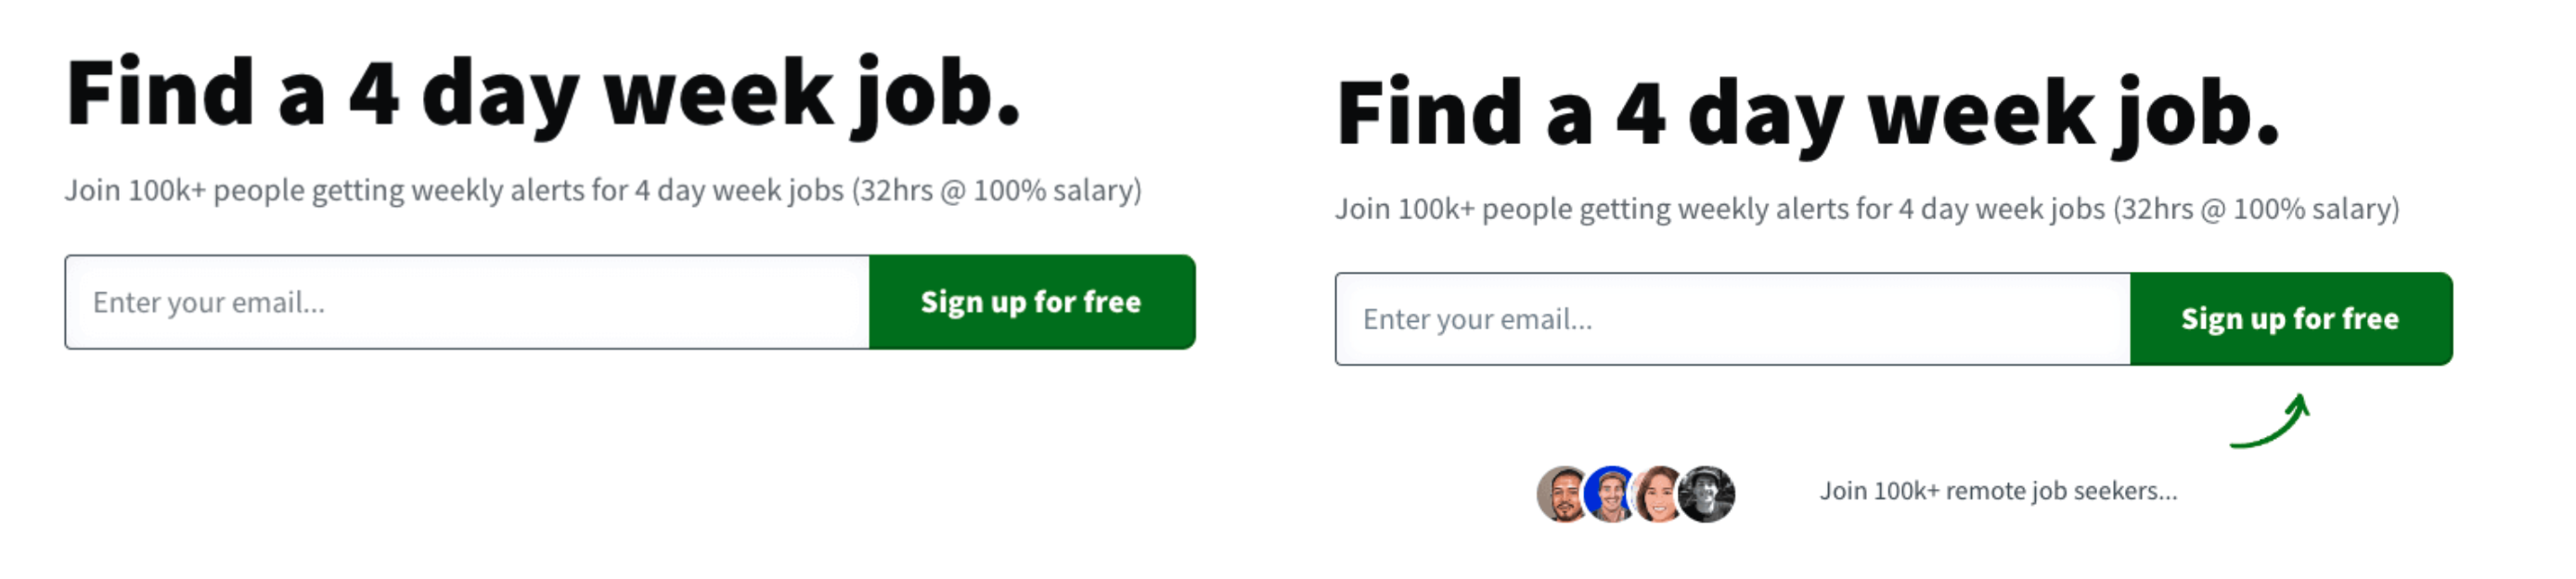 Find a 4 day week job.
Join 100k+ people getting weekly alerts for 4 day week jobs (32hrs @ 100% salary)
Enter your email...
Sign up for free
Find a 4 day week job.
Join 100k+ people getting weekly alerts for 4 day week jobs (32hrs @ 100% salary)
Enter your email...
Sign up for free
Join 100k+ remote job seekers...